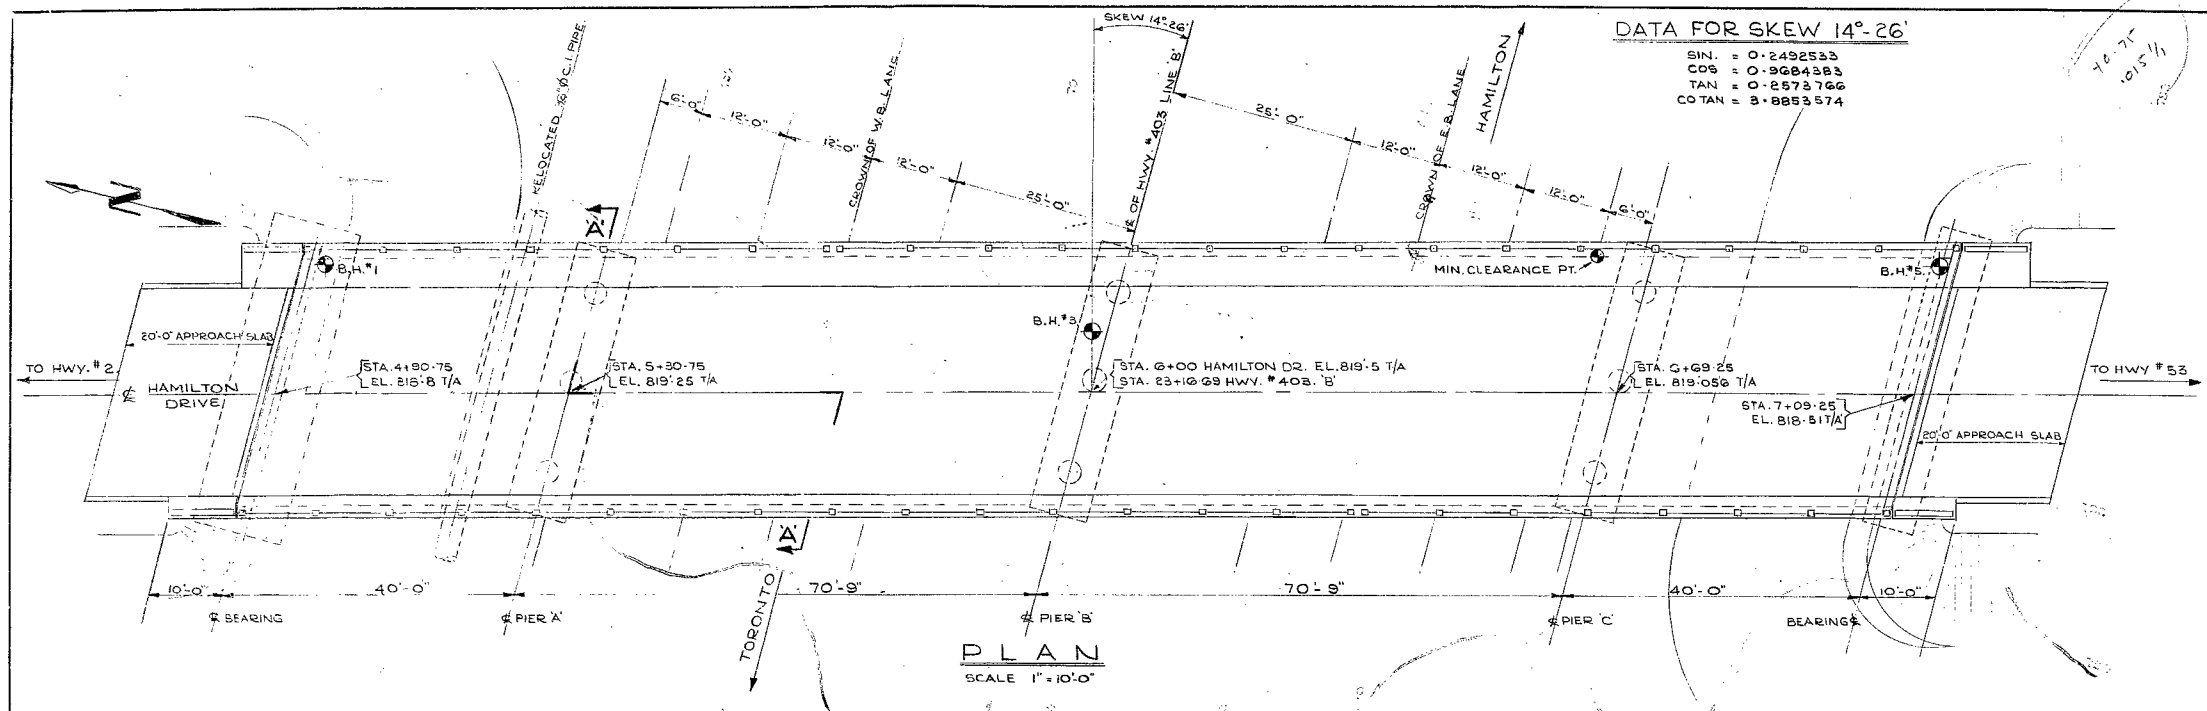 SKEW 14°-26'
DATA FOR SKEW 14°-26'
SIN. = 0·2492533
COS = 0·9684383
TAN = 0·2573766
COTAN = 3·8853574
40.75
.015 1/1
RELOCATED 36"Ø C.I. PIPE
CROWN OF W.B. LANE
℄ OF HWY. #403 LINE 'B'
CROWN OF E.B. LANE
HAMILTON
6'-0"
12'-0"
12'-0"
12'-0"
25'-0"
25'-0"
12'-0"
12'-0"
12'-0"
6'-0"
N
'A'
B.H.#1
MIN. CLEARANCE PT.
B.H.#5
B.H.#3
20'-0" APPROACH SLAB
TO HWY. #2
℄ HAMILTON
DRIVE
STA. 4+90·75
EL. 818·8 T/A
STA. 5+30·75
EL. 819·25 T/A
STA. 6+00 HAMILTON DR. EL. 819·5 T/A
STA. 23+16·69 HWY. #403. 'B'
STA. 6+69·25
EL. 819·056 T/A
STA. 7+09·25
EL. 818·51 T/A
TO HWY #53
20'-0" APPROACH SLAB
'A'
TORONTO
10'-0"
40'-0"
70'-9"
70'-9"
40'-0"
10'-0"
℄ BEARING
℄ PIER 'A'
℄ PIER 'B'
℄ PIER 'C'
BEARING ℄
PLAN
SCALE 1"=10'-0"